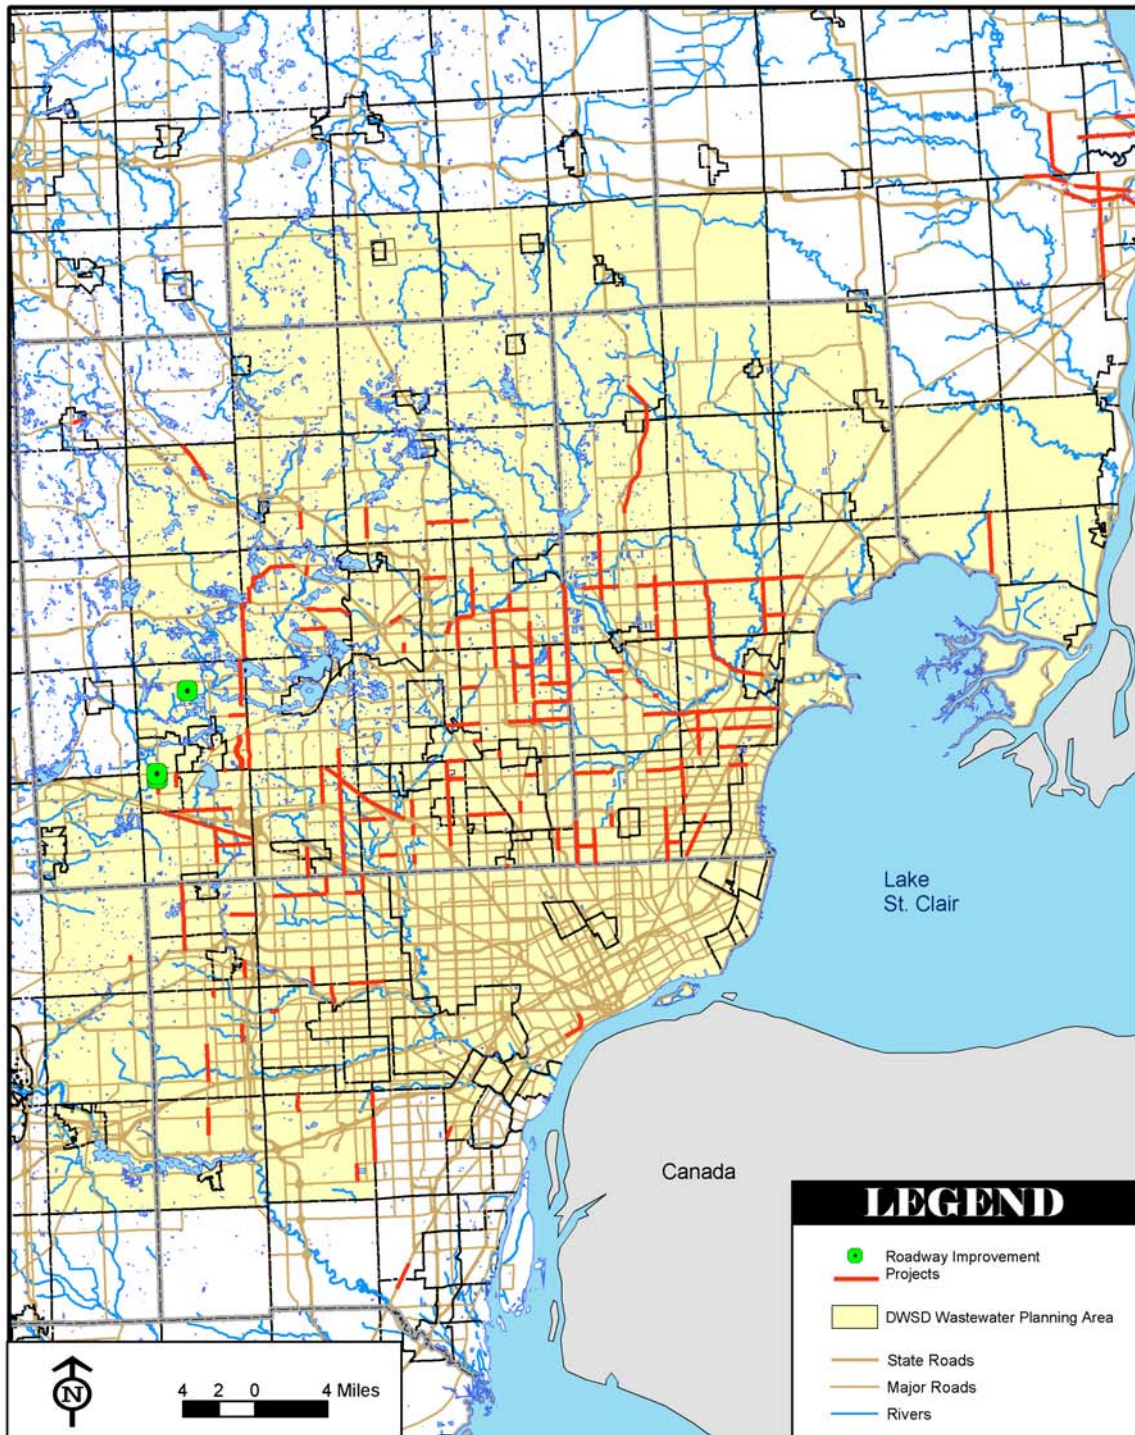 Lake
St. Clair
Canada
LEGEND
Roadway Improvement
Projects
DWSD Wastewater Planning Area
State Roads
Major Roads
Rivers
N
4 2 0 4 Miles